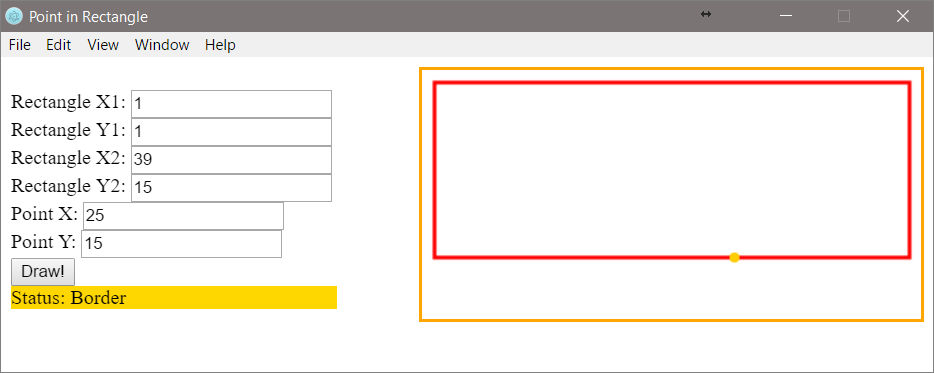 Point in Rectangle
File Edit View Window Help
Rectangle X1: 1
Rectangle Y1: 1
Rectangle X2: 39
Rectangle Y2: 15
Point X: 25
Point Y: 15
Draw!
Status: Border